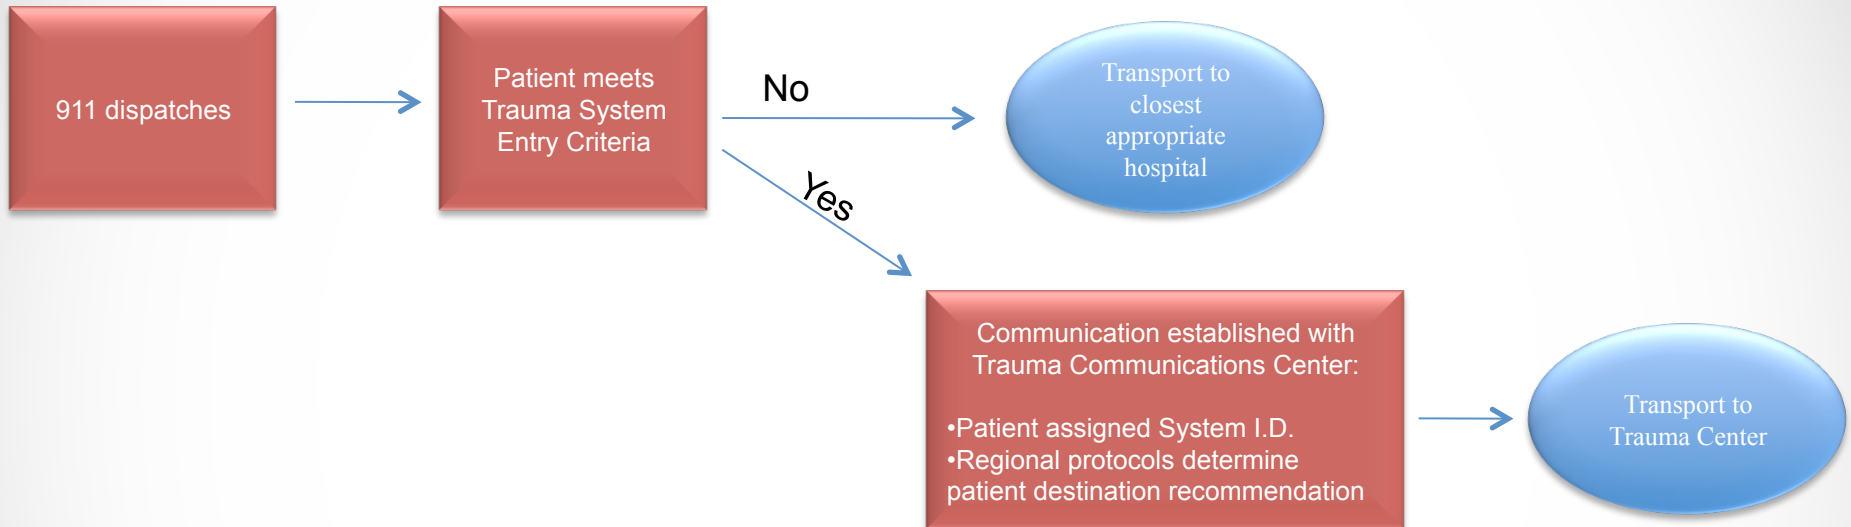 911 dispatches
Patient meets
Trauma System
Entry Criteria
No
Transport to
closest
appropriate
hospital
Yes
Communication established with
Trauma Communications Center:
•Patient assigned System I.D.
•Regional protocols determine
patient destination recommendation
Transport to
Trauma Center